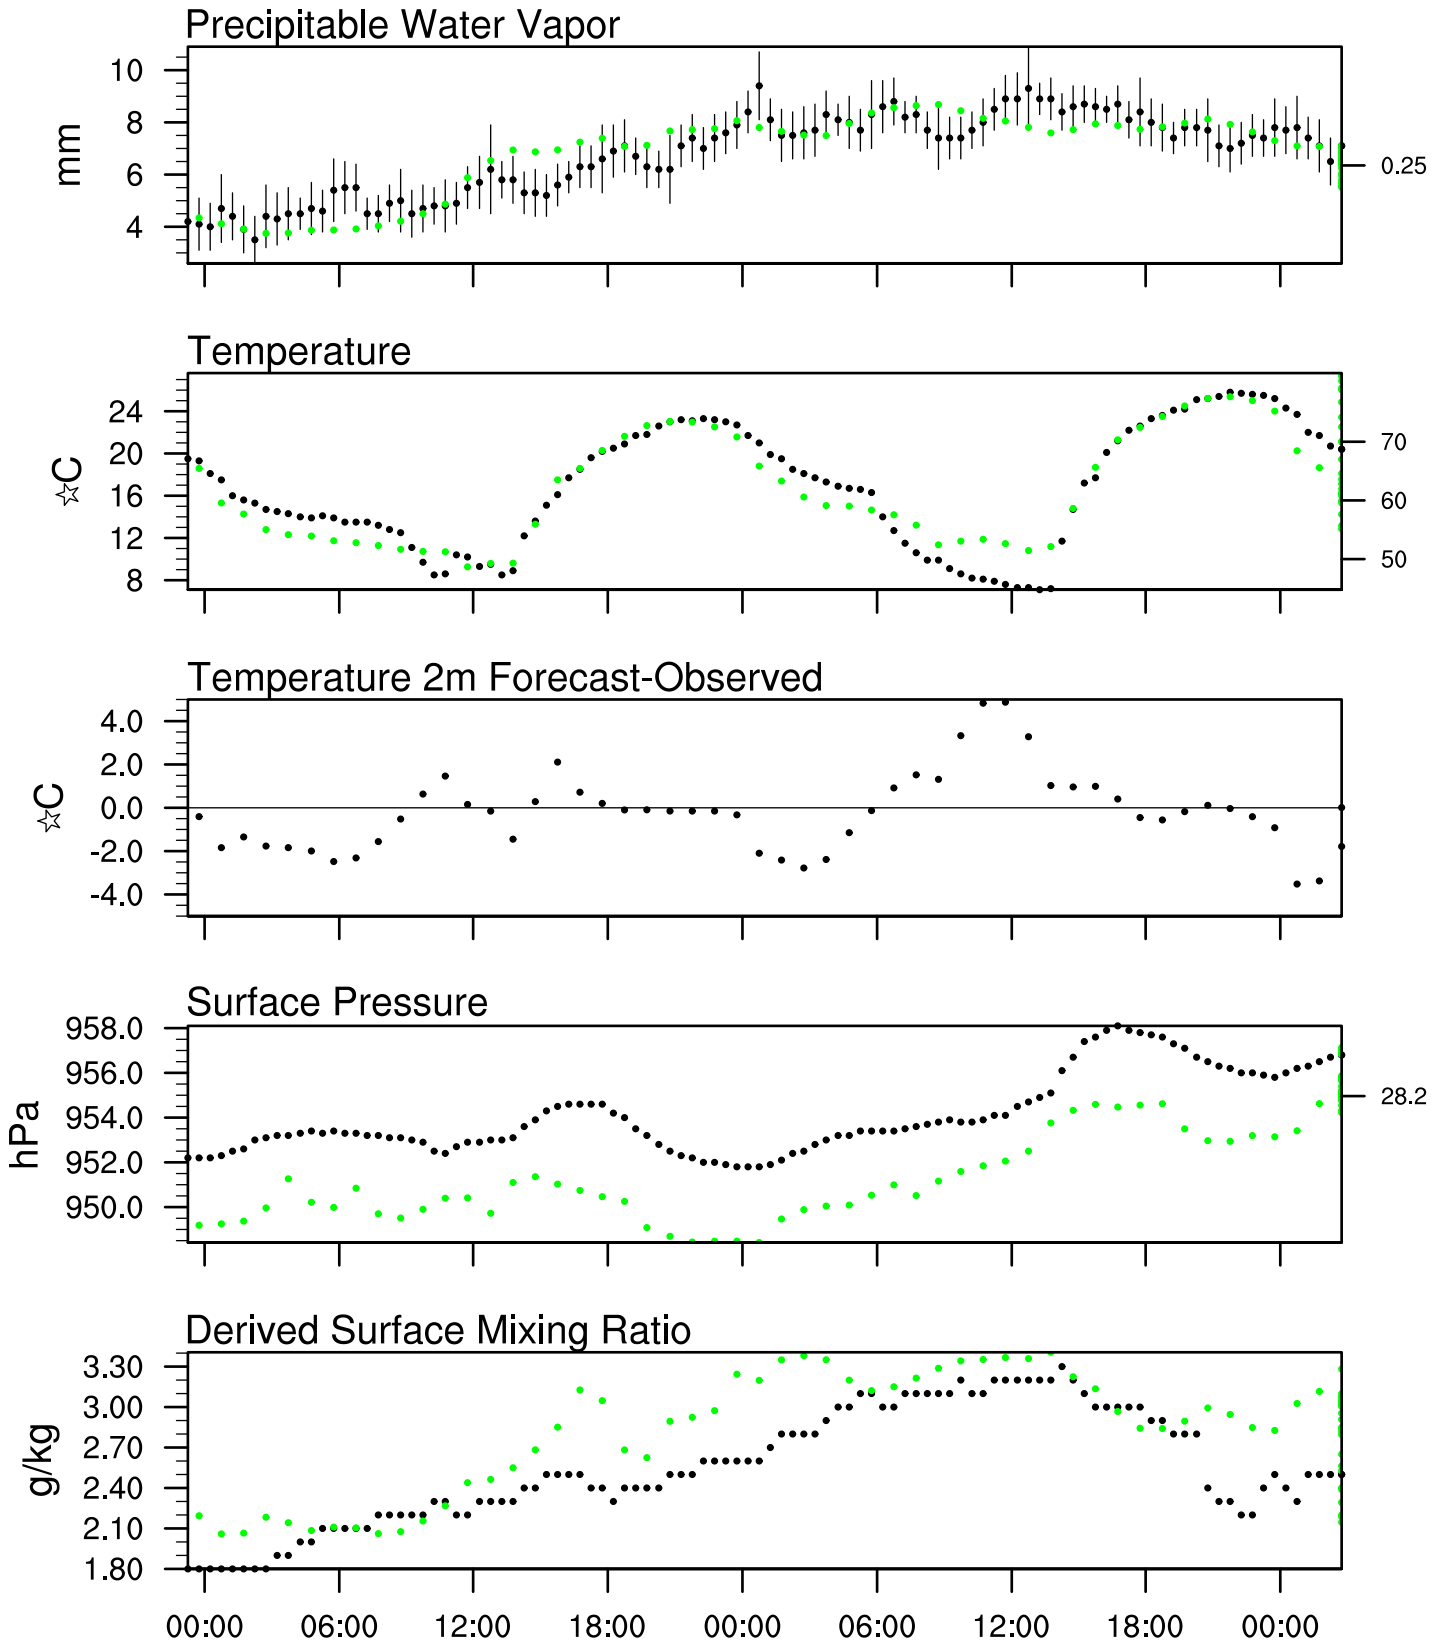 Precipitable Water Vapor
10
8
6
4
mm
0.25
Temperature
24
20
16
12
8
☆C
70
60
50
Temperature 2m Forecast-Observed
4.0
2.0
0.0
-2.0
-4.0
☆C
Surface Pressure
958.0
956.0
954.0
952.0
950.0
hPa
28.2
Derived Surface Mixing Ratio
3.30
3.00
2.70
2.40
2.10
1.80
g/kg
00:00 06:00 12:00 18:00 00:00 06:00 12:00 18:00 00:00